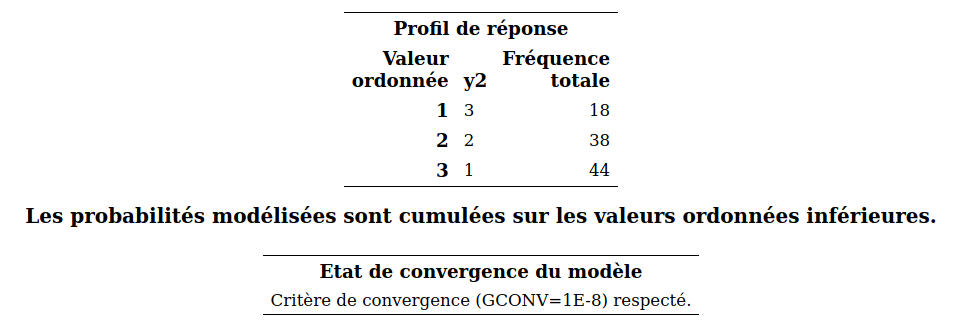 Profil de réponse
Valeur ordonnée y2 Fréquence totale
1 3 18
2 2 38
3 1 44
Les probabilités modélisées sont cumulées sur les valeurs ordonnées inférieures.
Etat de convergence du modèle
Critère de convergence (GCONV=1E-8) respecté.